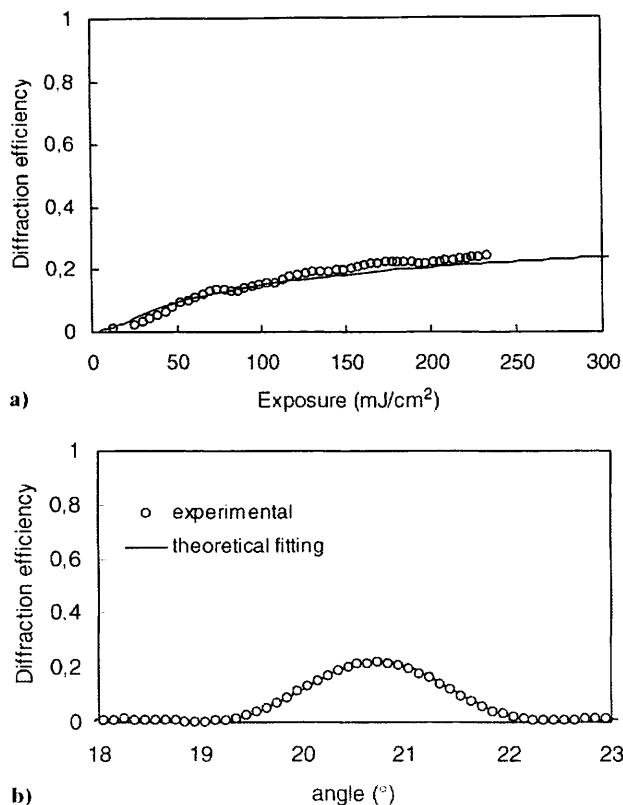 1
0,8
0,6
0,4
0,2
0
Diffraction efficiency
0 50 100 150 200 250 300
Exposure (mJ/cm²)
a)
1
0,8
0,6
0,4
0,2
0
Diffraction efficiency
experimental
theoretical fitting
18 19 20 21 22 23
angle (°)
b)